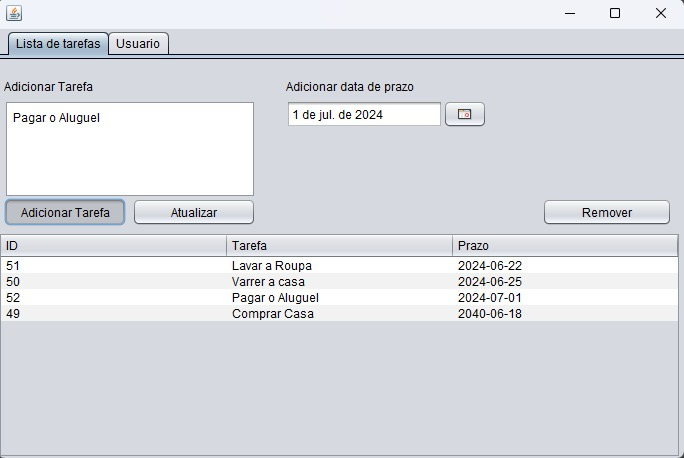 Lista de tarefas Usuario
Adicionar Tarefa Adicionar data de prazo
Pagar o Aluguel 1 de jul. de 2024
Adicionar Tarefa Atualizar Remover
ID Tarefa Prazo
51 Lavar a Roupa 2024-06-22
50 Varrer a casa 2024-06-25
52 Pagar o Aluguel 2024-07-01
49 Comprar Casa 2040-06-18